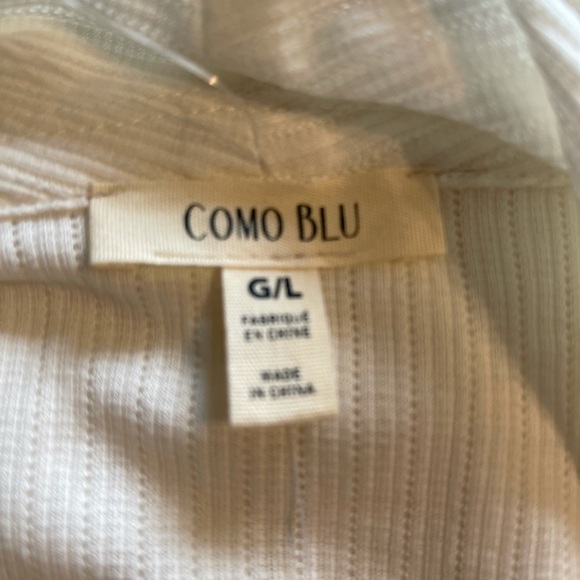 COMO BLU
G/L
FABRIQUÉ
EN CHINE
MADE
IN CHINA